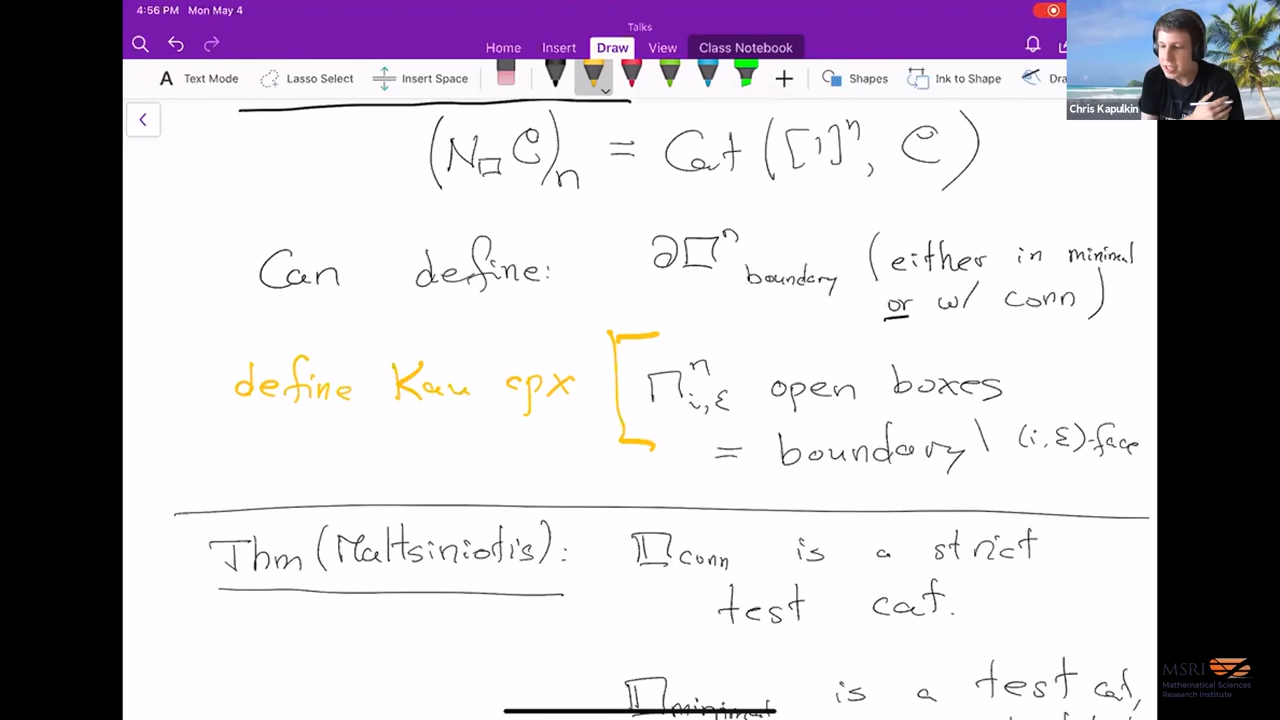 4:56 PM Mon May 4
Talks
Home Insert Draw View Class Notebook
Text Mode Lasso Select Insert Space Shapes Ink to Shape
Chris Kapulkin
(N□ C)n = Cat([1]ⁿ, C)
Can define: ∂□ⁿ boundary (either in minimal
or w/ conn)
define Kan cpx [ ⊓ⁿi,ε open boxes
= boundary \ (i, ε)-face
Thm (Maltsiniotis): □conn is a strict
test cat.
□minimal is a test cat,
MSRI
Mathematical Sciences
Research Institute